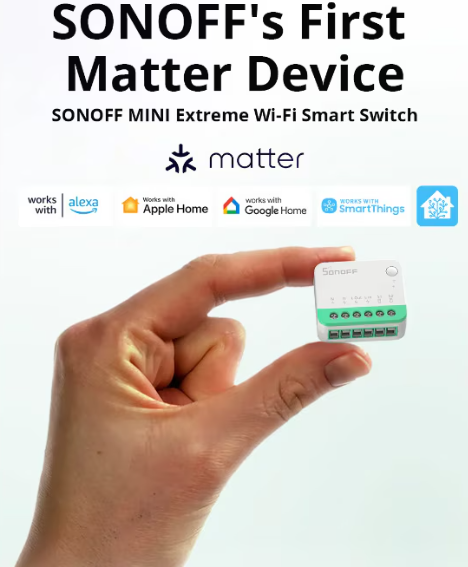 SONOFF's First
Matter Device
SONOFF MINI Extreme Wi-Fi Smart Switch
matter
works with alexa
Works with Apple Home
works with Google Home
WORKS WITH SmartThings
SONOFF